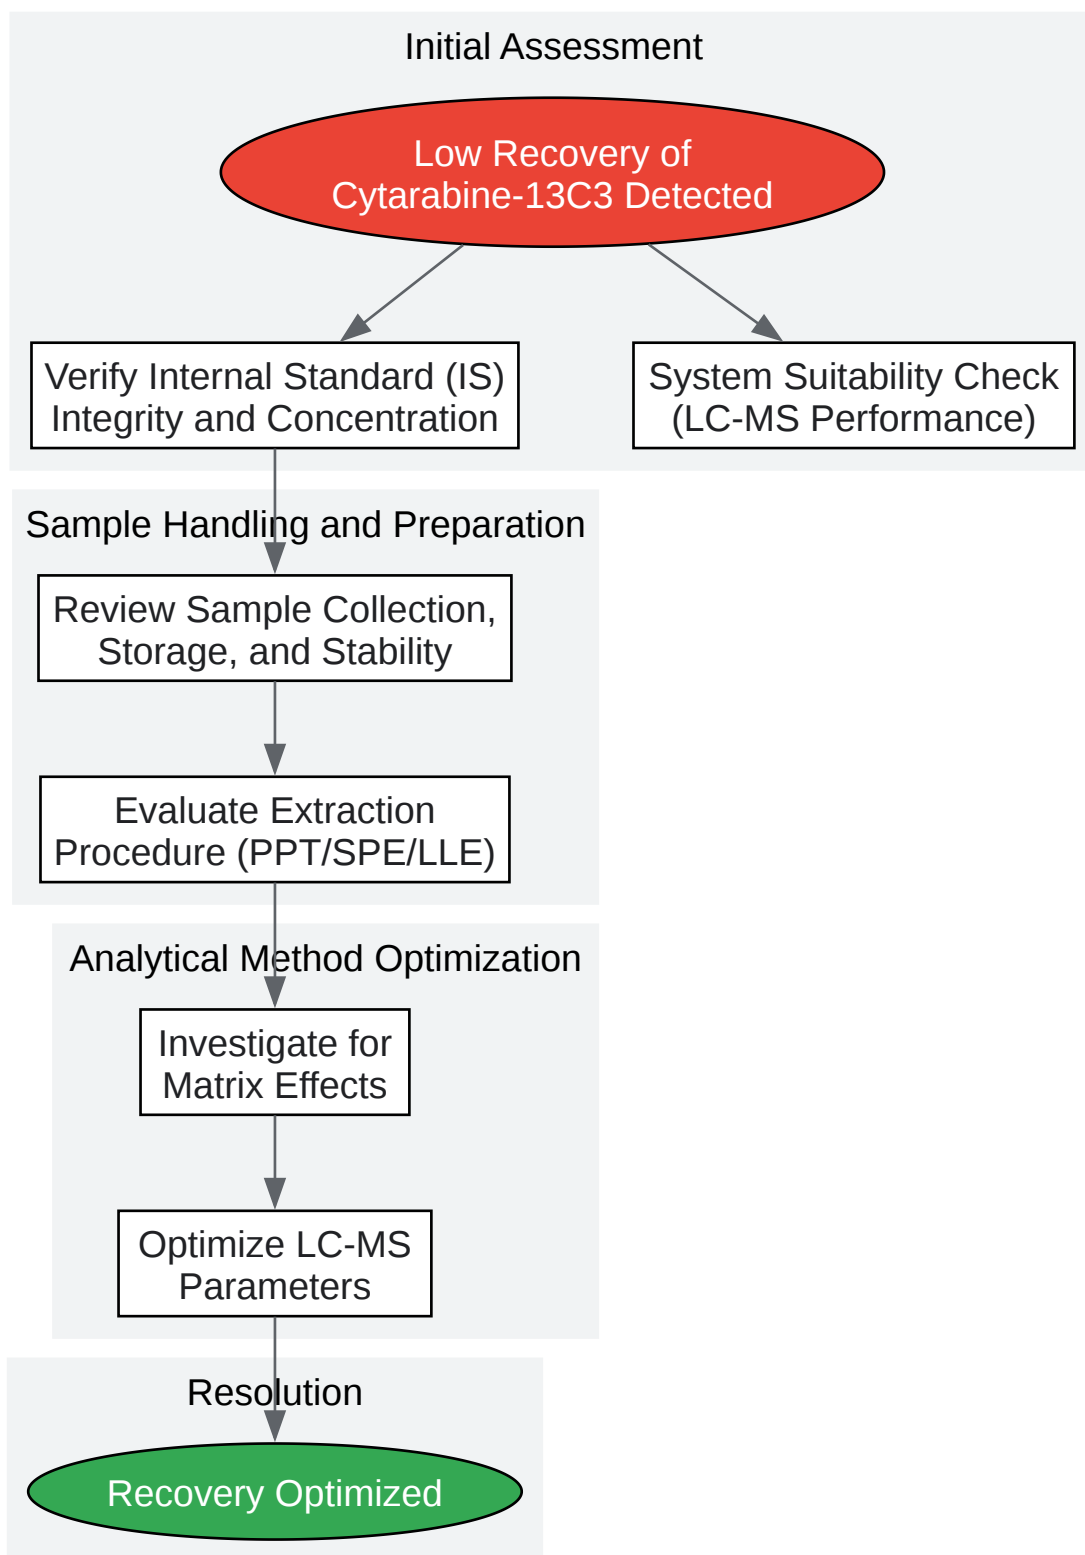 Initial Assessment
Low Recovery of
Cytarabine-13C3 Detected
Verify Internal Standard (IS)
Integrity and Concentration
System Suitability Check
(LC-MS Performance)
Sample Handling and Preparation
Review Sample Collection,
Storage, and Stability
Evaluate Extraction
Procedure (PPT/SPE/LLE)
Analytical Method Optimization
Investigate for
Matrix Effects
Optimize LC-MS
Parameters
Resolution
Recovery Optimized